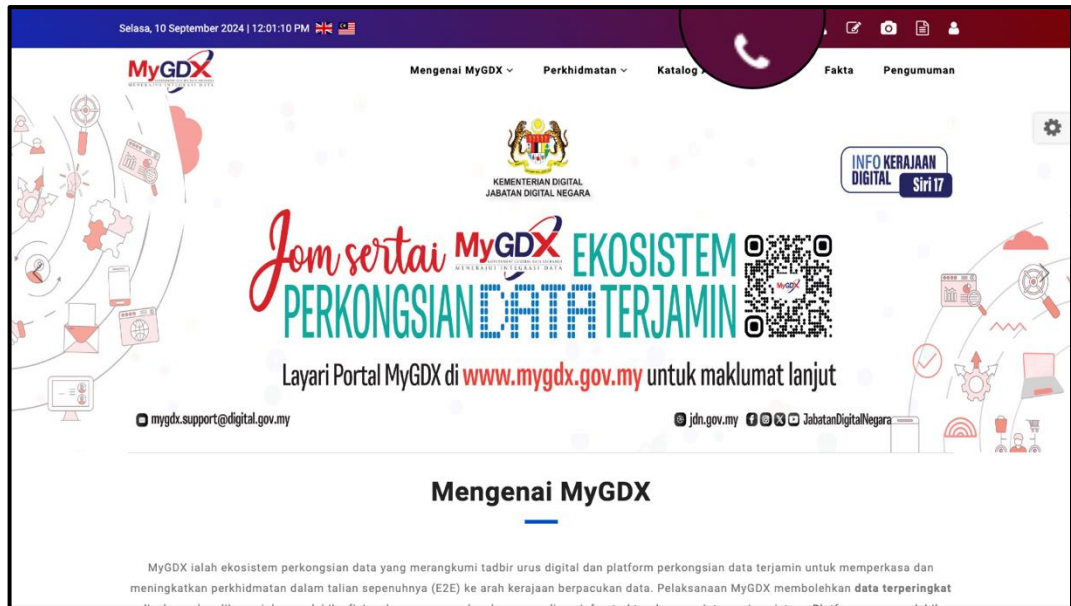 Selasa, 10 September 2024 | 12:01:10 PM
MyGDX
MENERAJUI INTEGRASI DATA
Mengenai MyGDX Perkhidmatan Katalog Fakta Pengumuman
KEMENTERIAN DIGITAL
JABATAN DIGITAL NEGARA
INFO KERAJAAN
DIGITAL Siri 17
Jom sertai MyGDX EKOSISTEM
MENERAJUI INTEGRASI DATA
PERKONGSIAN DATA TERJAMIN
MyGDX
Layari Portal MyGDX di www.mygdx.gov.my untuk maklumat lanjut
mygdx.support@digital.gov.my jdn.gov.my JabatanDigitalNegara
Mengenai MyGDX
MyGDX ialah ekosistem perkongsian data yang merangkumi tadbir urus digital dan platform perkongsian data terjamin untuk memperkasa dan
meningkatkan perkhidmatan dalam talian sepenuhnya (E2E) ke arah kerajaan berpacukan data. Pelaksanaan MyGDX membolehkan data terperingkat